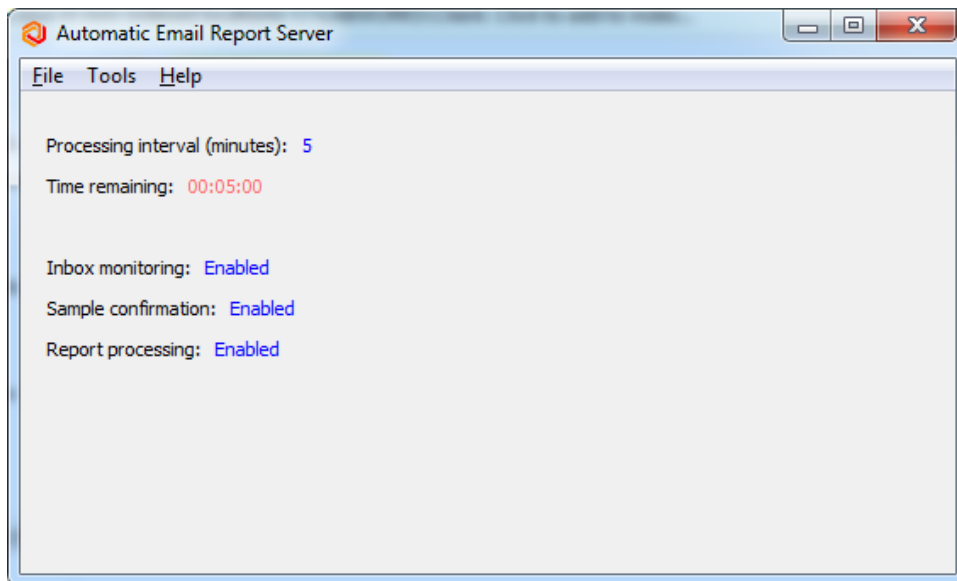 Automatic Email Report Server
File Tools Help
Processing interval (minutes): 5
Time remaining: 00:05:00
Inbox monitoring: Enabled
Sample confirmation: Enabled
Report processing: Enabled